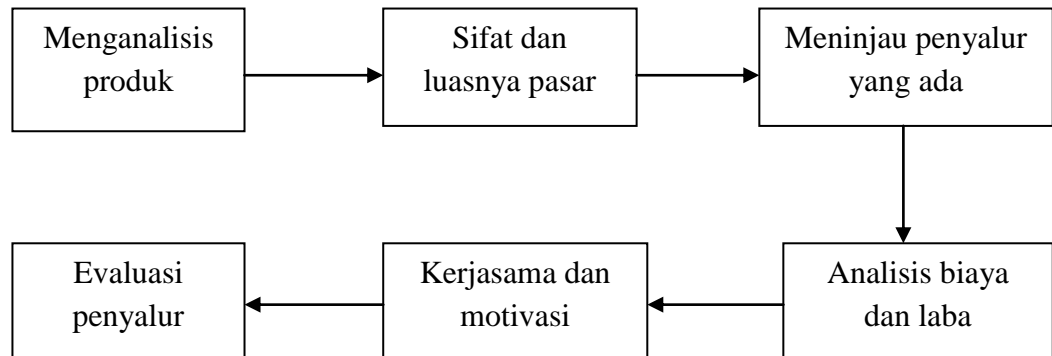 Menganalisis
produk
Sifat dan
luasnya pasar
Meninjau penyalur
yang ada
Analisis biaya
dan laba
Kerjasama dan
motivasi
Evaluasi
penyalur